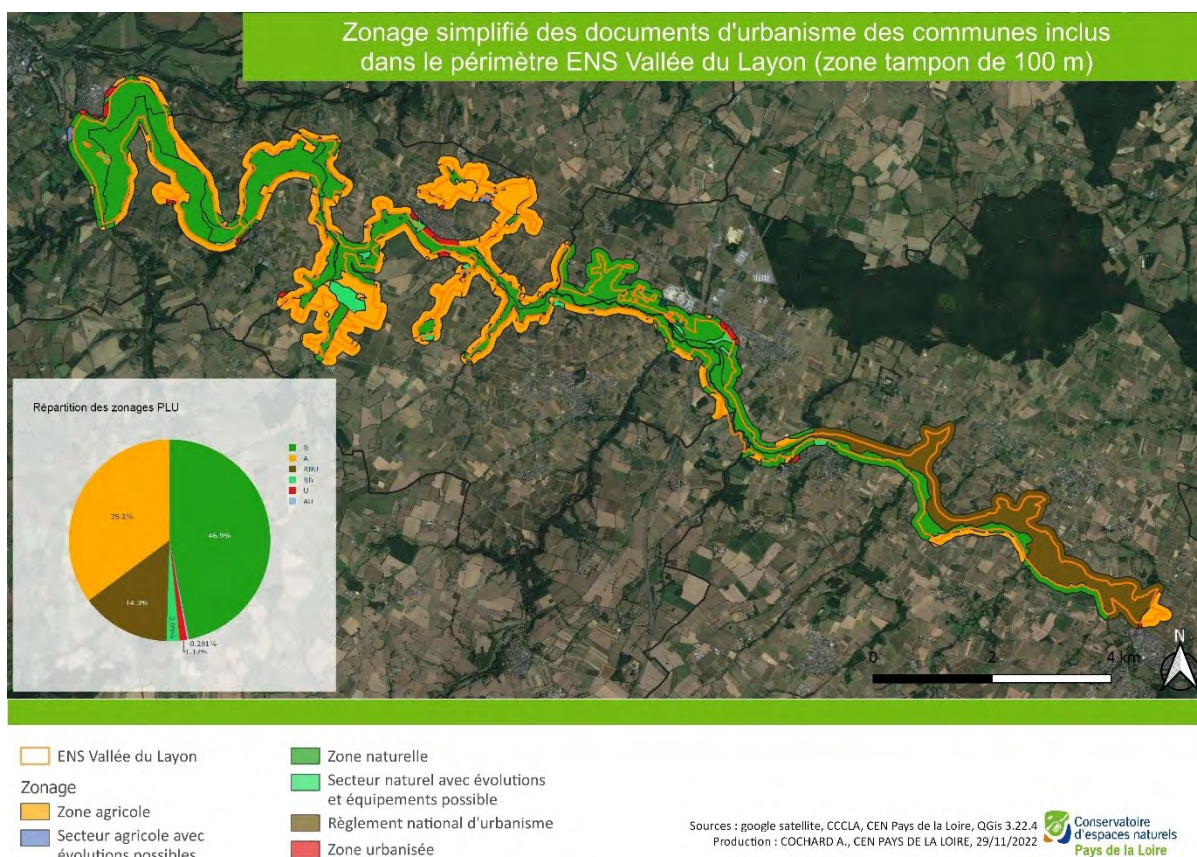 Zonage simplifié des documents d'urbanisme des communes inclus
dans le périmètre ENS Vallée du Layon (zone tampon de 100 m)
Répartition des zonages PLU
N
A
RNU
Nh
U
AU
35.2%
46.9%
14.3%
0.291%
N
0
2
4 km
ENS Vallée du Layon
Zonage
Zone agricole
Secteur agricole avec
évolutions possibles
Zone naturelle
Secteur naturel avec évolutions
et équipements possible
Règlement national d'urbanisme
Zone urbanisée
Sources : google satellite, CCCLA, CEN Pays de la Loire, QGis 3.22.4
Production : COCHARD A., CEN PAYS DE LA LOIRE, 29/11/2022
Conservatoire
d'espaces naturels
Pays de la Loire